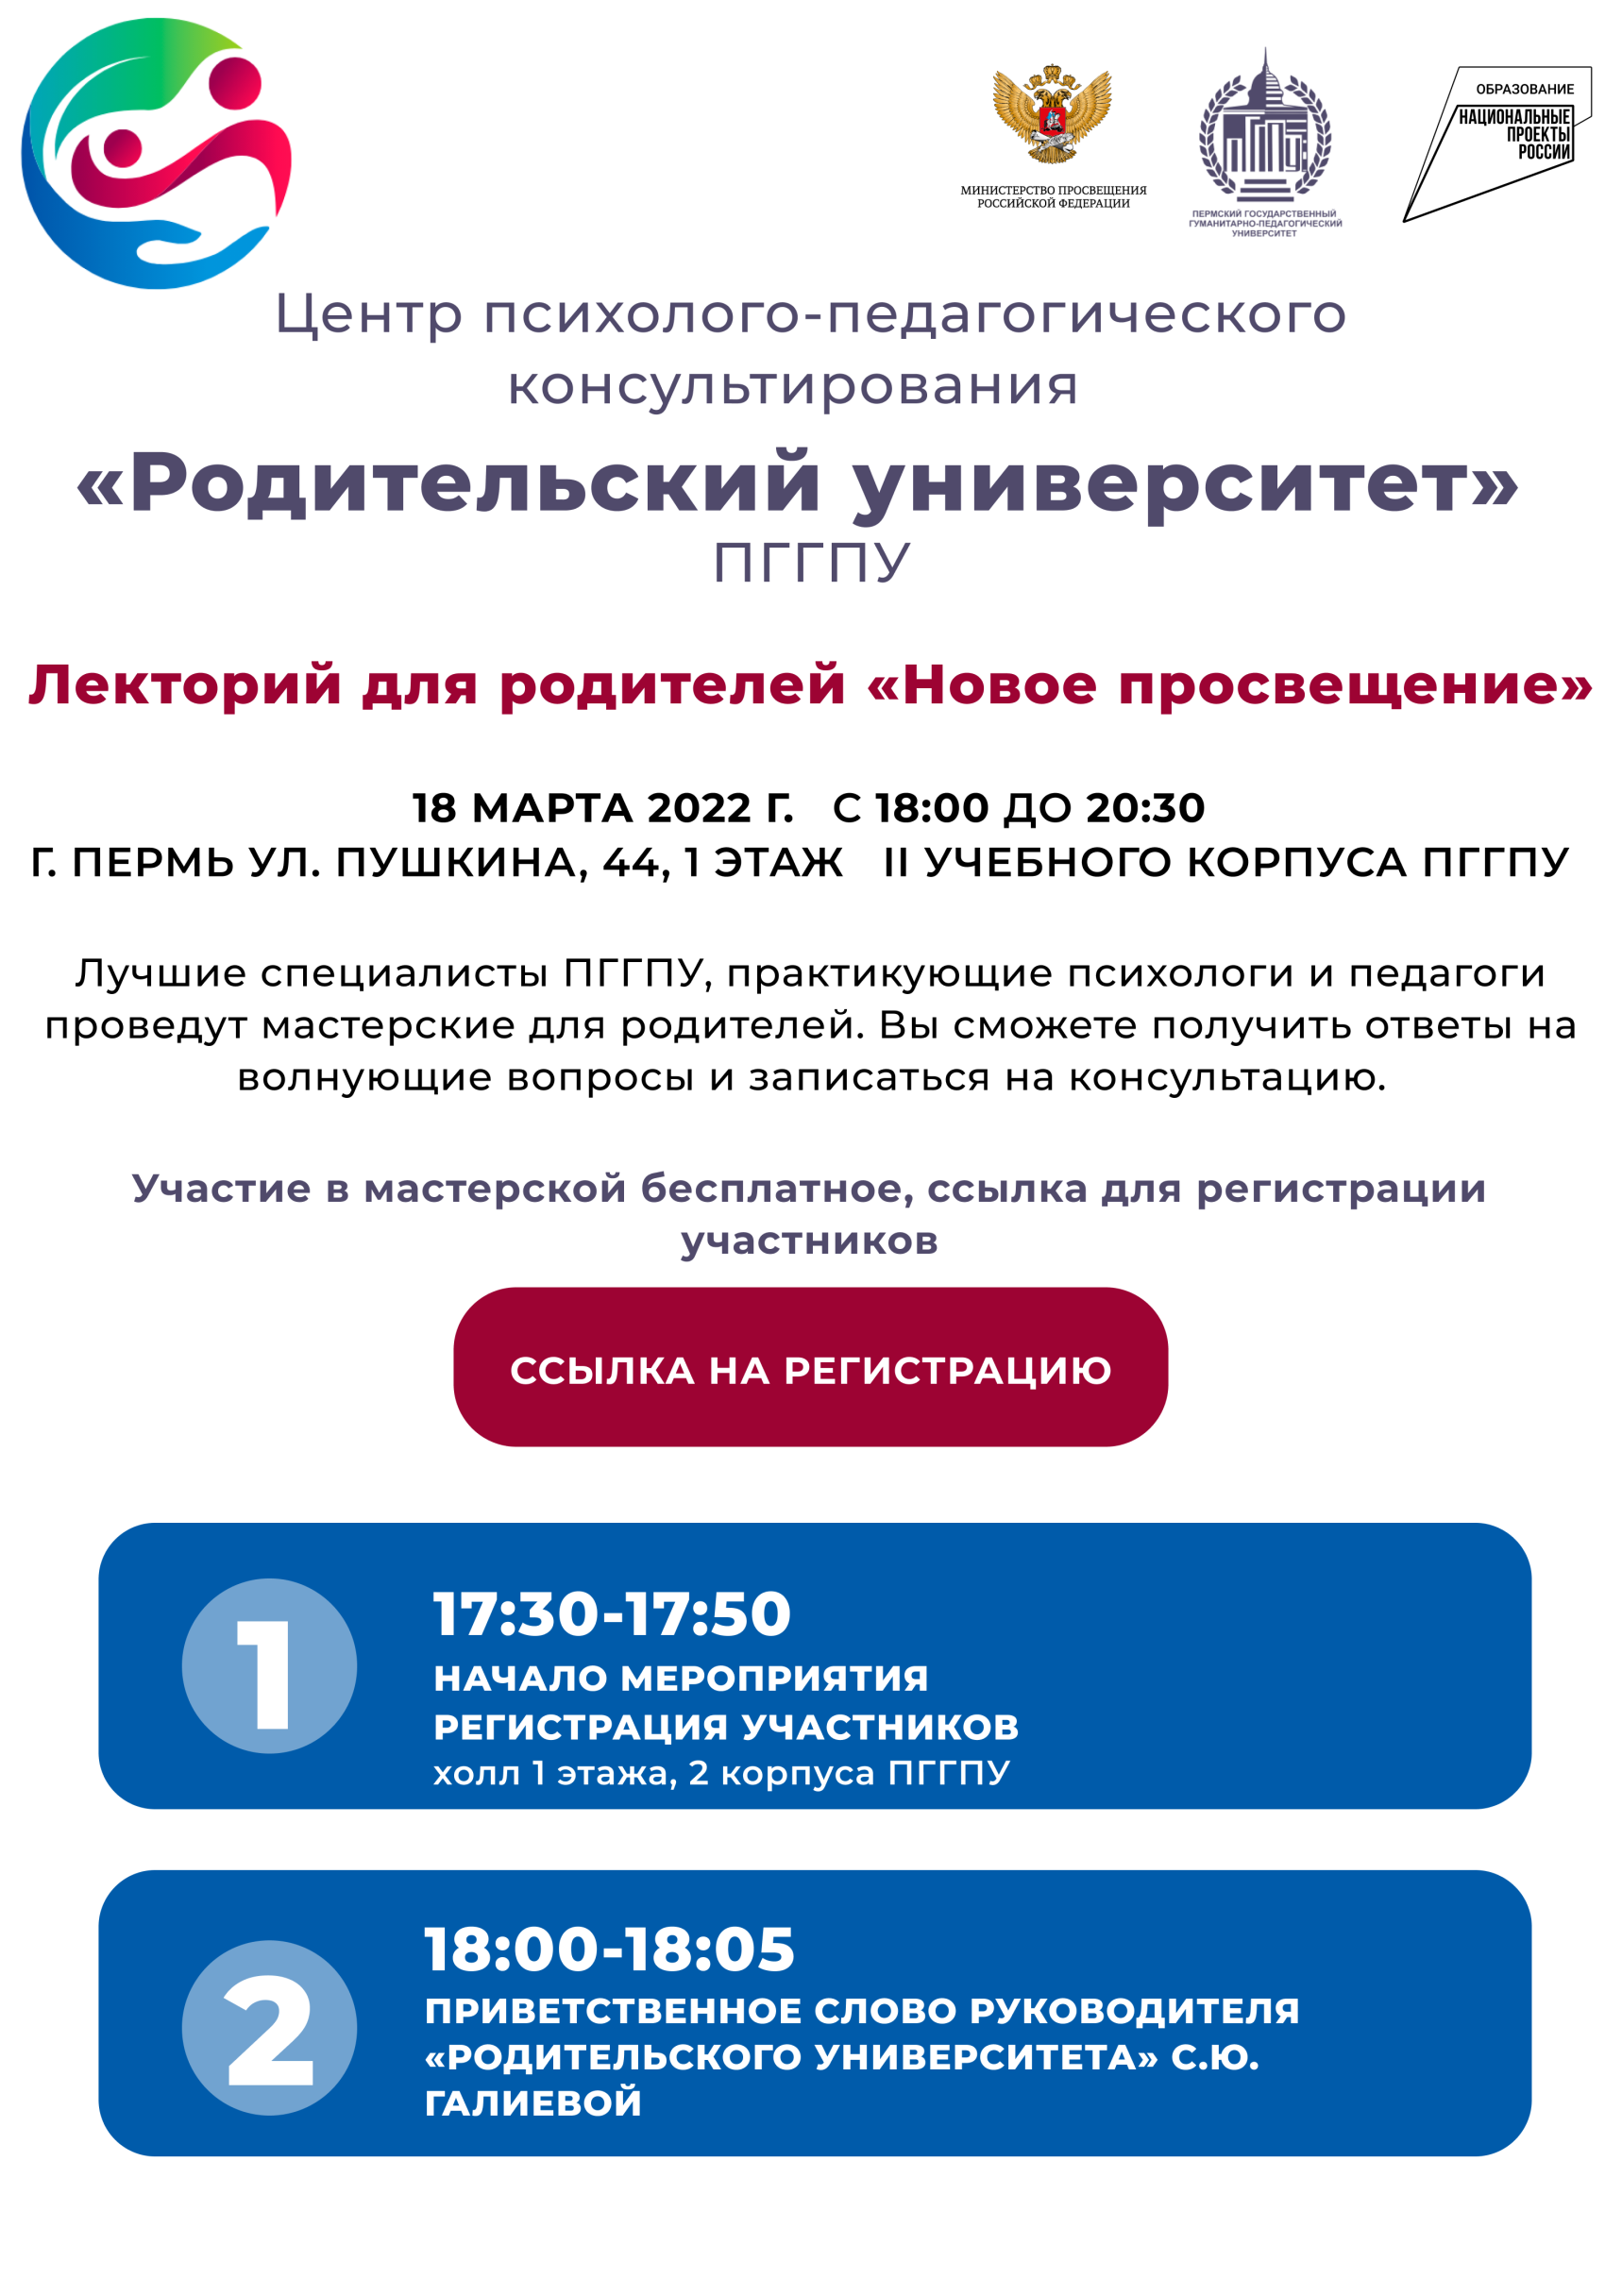 МИНИСТЕРСТВО ПРОСВЕЩЕНИЯ
РОССИЙСКОЙ ФЕДЕРАЦИИ
ПЕРМСКИЙ ГОСУДАРСТВЕННЫЙ
ГУМАНИТАРНО-ПЕДАГОГИЧЕСКИЙ
УНИВЕРСИТЕТ
ОБРАЗОВАНИЕ
НАЦИОНАЛЬНЫЕ
ПРОЕКТЫ
РОССИИ
Центр психолого-педагогического
консультирования
«Родительский университет»
ПГГПУ
Лекторий для родителей «Новое просвещение»
18 МАРТА 2022 Г. С 18:00 ДО 20:30
Г. ПЕРМЬ УЛ. ПУШКИНА, 44, 1 ЭТАЖ II УЧЕБНОГО КОРПУСА ПГГПУ
Лучшие специалисты ПГГПУ, практикующие психологи и педагоги
проведут мастерские для родителей. Вы сможете получить ответы на
волнующие вопросы и записаться на консультацию.
Участие в мастерской бесплатное, ссылка для регистрации
участников
ССЫЛКА НА РЕГИСТРАЦИЮ
1
17:30-17:50
НАЧАЛО МЕРОПРИЯТИЯ
РЕГИСТРАЦИЯ УЧАСТНИКОВ
холл 1 этажа, 2 корпуса ПГГПУ
2
18:00-18:05
ПРИВЕТСТВЕННОЕ СЛОВО РУКОВОДИТЕЛЯ
«РОДИТЕЛЬСКОГО УНИВЕРСИТЕТА» С.Ю.
ГАЛИЕВОЙ